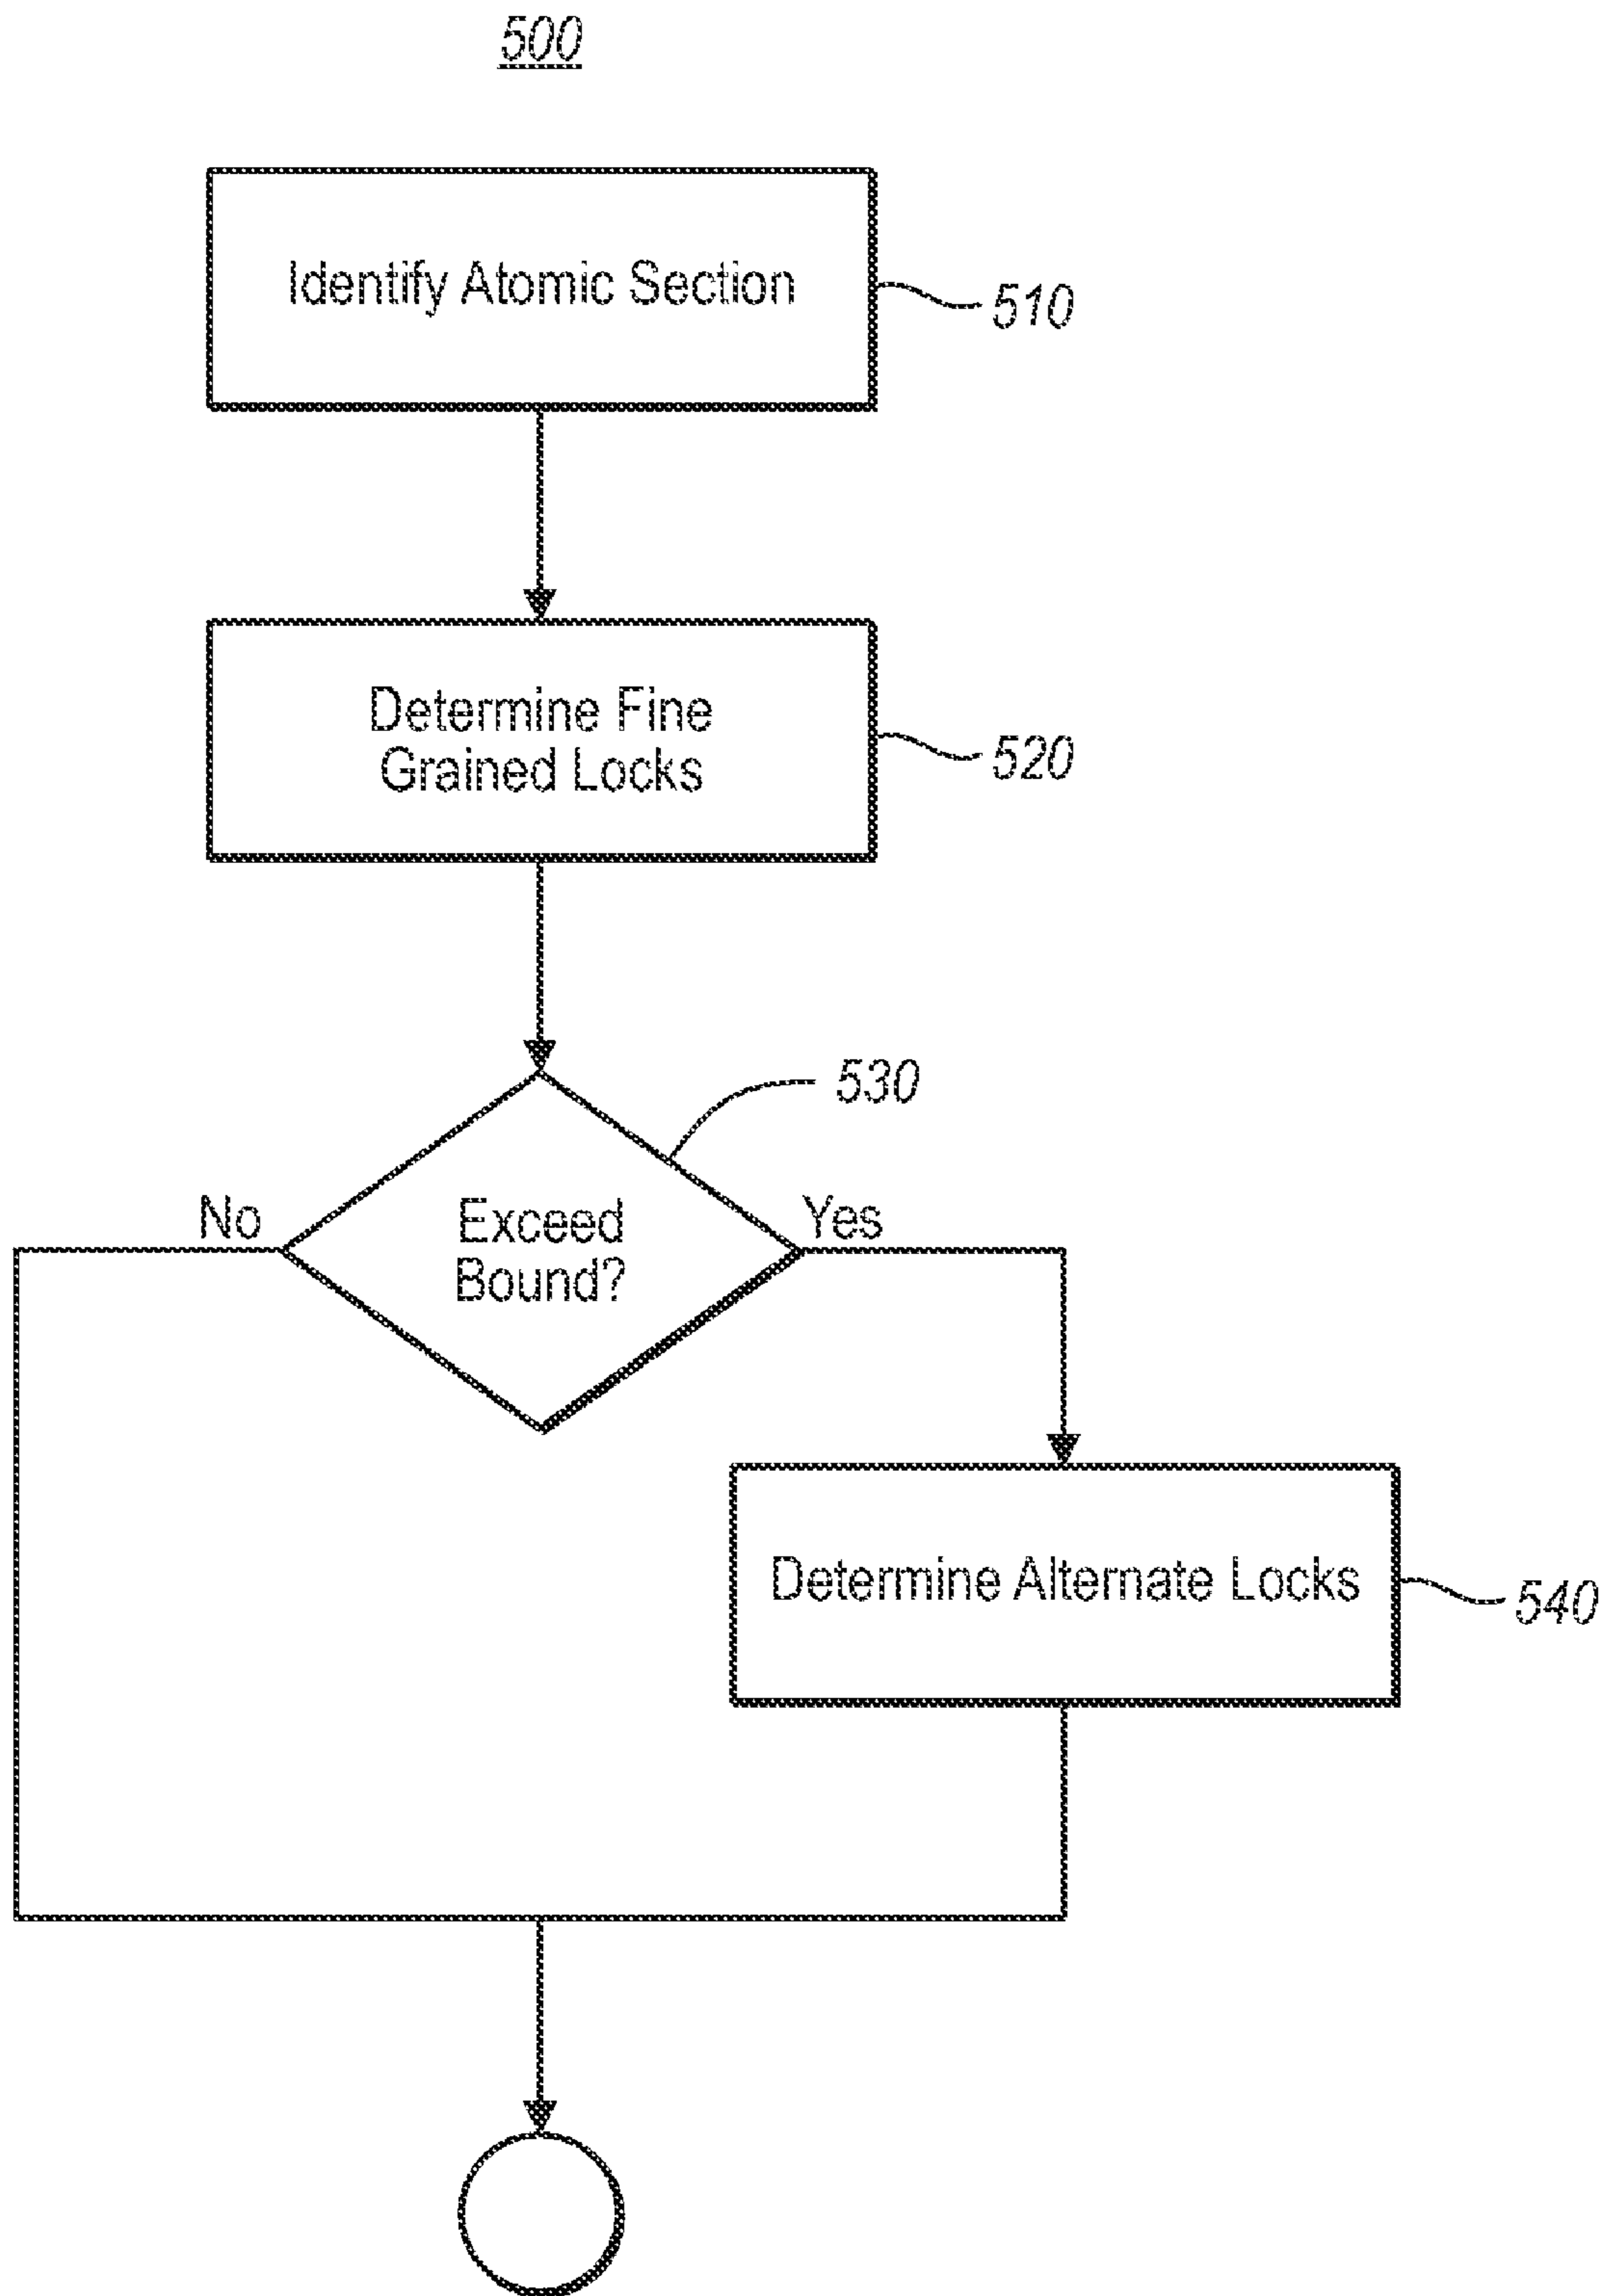 500
Identify Atomic Section
510
Determine Fine
Grained Locks
520
530
No
Exceed
Bound?
Yes
Determine Alternate Locks
540